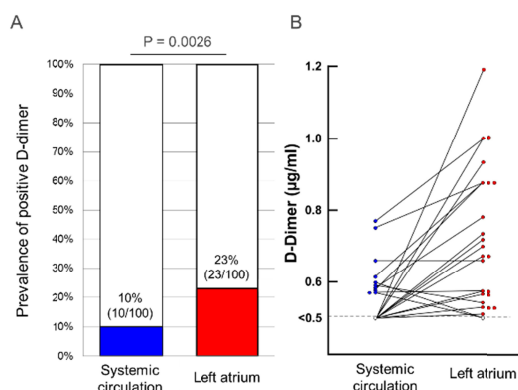 A
P = 0.0026
Prevalence of positive D-dimer
100%
90%
80%
70%
60%
50%
40%
30%
20%
10%
0%
10%
(10/100)
23%
(23/100)
Systemic
circulation
Left atrium
B
D-Dimer (μg/ml)
1.2
1.0
0.8
0.6
<0.5
Systemic
circulation
Left atrium